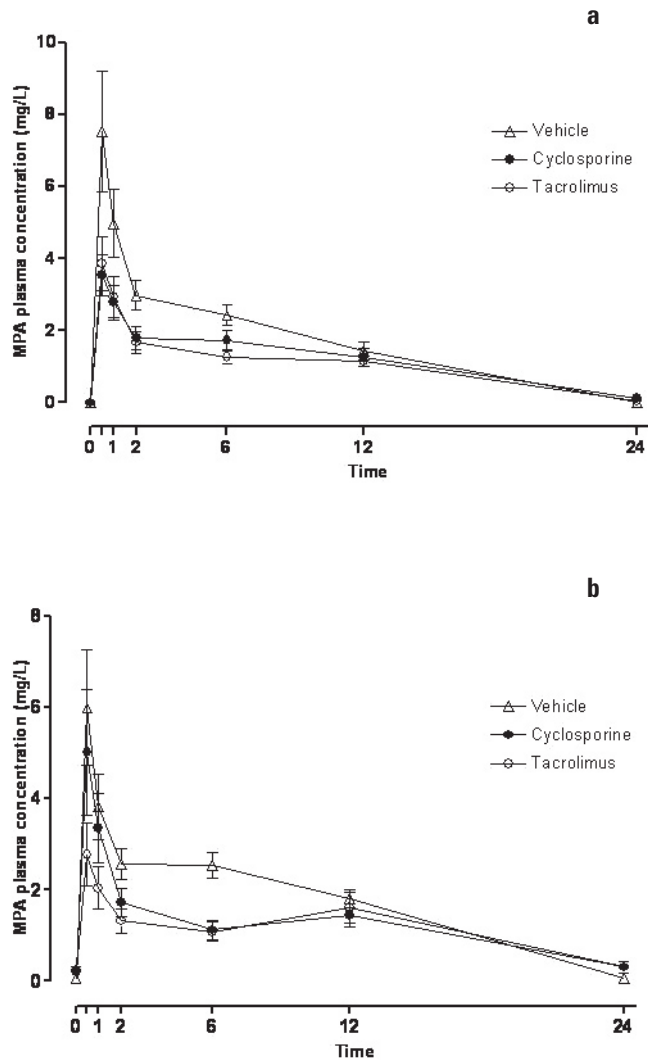 a
MPA plasma concentration (mg/L)
10
8
6
4
2
0
Vehicle
Cyclosporine
Tacrolimus
0 1 2 6 12 24
Time
b
MPA plasma concentration (mg/L)
8
6
4
2
0
Vehicle
Cyclosporine
Tacrolimus
0 1 2 6 12 24
Time